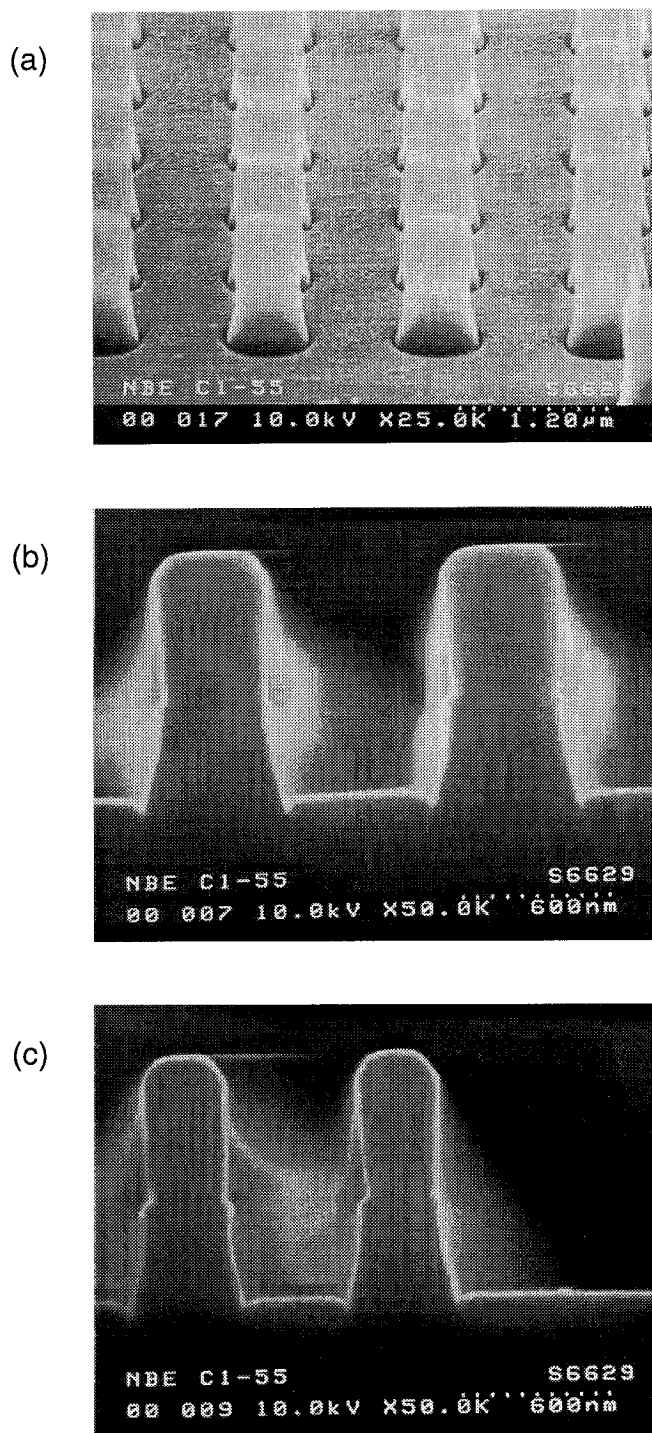 (a)
NBE C1-55 S662
00 017 10.0kV X25.0K 1.20µm
(b)
NBE C1-55 S6629
00 007 10.0kV X50.0K 600nm
(c)
NBE C1-55 S6629
00 009 10.0kV X50.0K 600nm